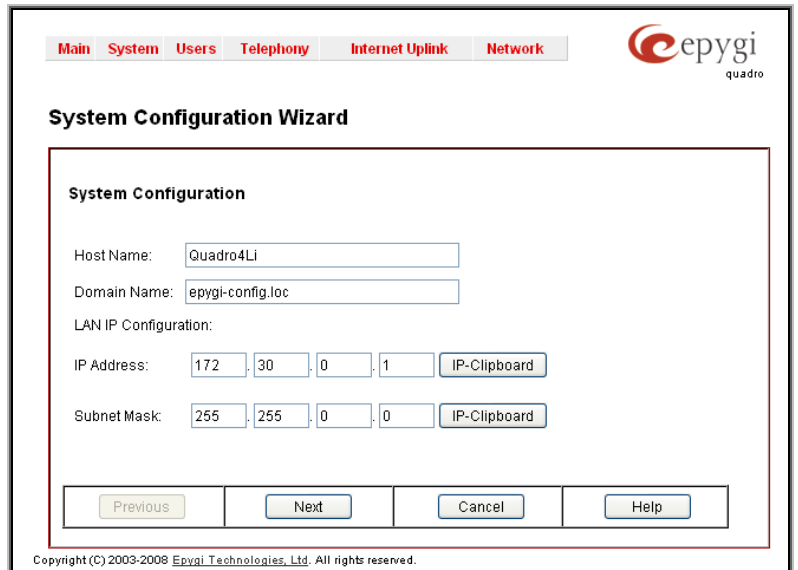 Main System Users Telephony Internet Uplink Network
epygi
quadro
System Configuration Wizard
System Configuration
Host Name: Quadro4Li
Domain Name: epygi-config.loc
LAN IP Configuration:
IP Address: 172 . 30 . 0 . 1 IP-Clipboard
Subnet Mask: 255 . 255 . 0 . 0 IP-Clipboard
Previous Next Cancel Help
Copyright (C) 2003-2008 Epygi Technologies, Ltd. All rights reserved.